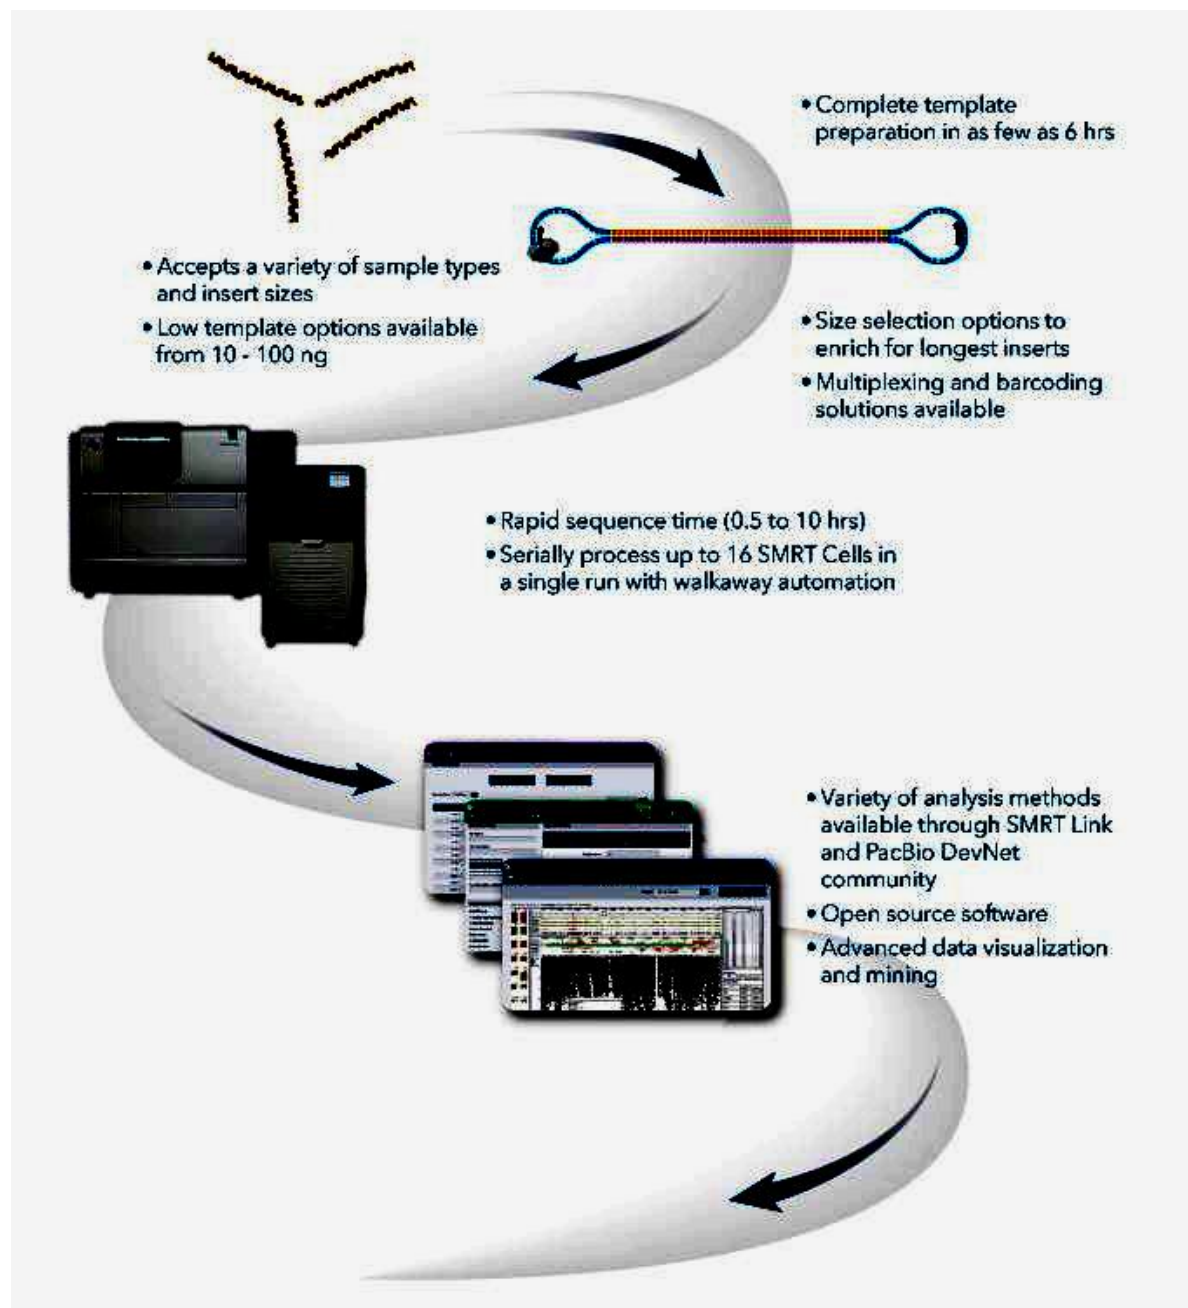 • Complete template
preparation in as few as 6 hrs
• Accepts a variety of sample types
and insert sizes
• Low template options available
from 10 - 100 ng
• Size selection options to
enrich for longest inserts
• Multiplexing and barcoding
solutions available
• Rapid sequence time (0.5 to 10 hrs)
• Serially process up to 16 SMRT Cells in
a single run with walkaway automation
• Variety of analysis methods
available through SMRT Link
and PacBio DevNet
community
• Open source software
• Advanced data visualization
and mining